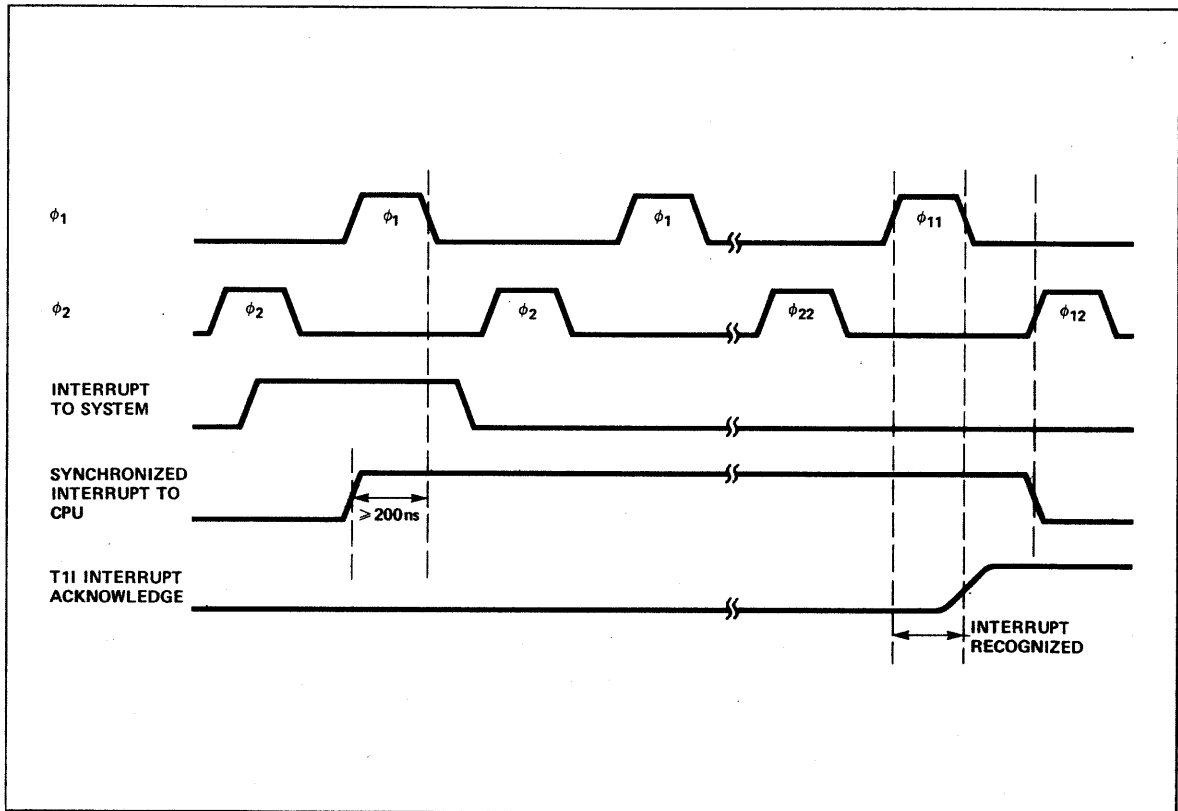 ϕ1
ϕ1
ϕ1
ϕ11
ϕ2
ϕ2
ϕ2
ϕ22
ϕ12
INTERRUPT
TO SYSTEM
SYNCHRONIZED
INTERRUPT TO
CPU
⩾ 200ns
T1I INTERRUPT
ACKNOWLEDGE
INTERRUPT
RECOGNIZED